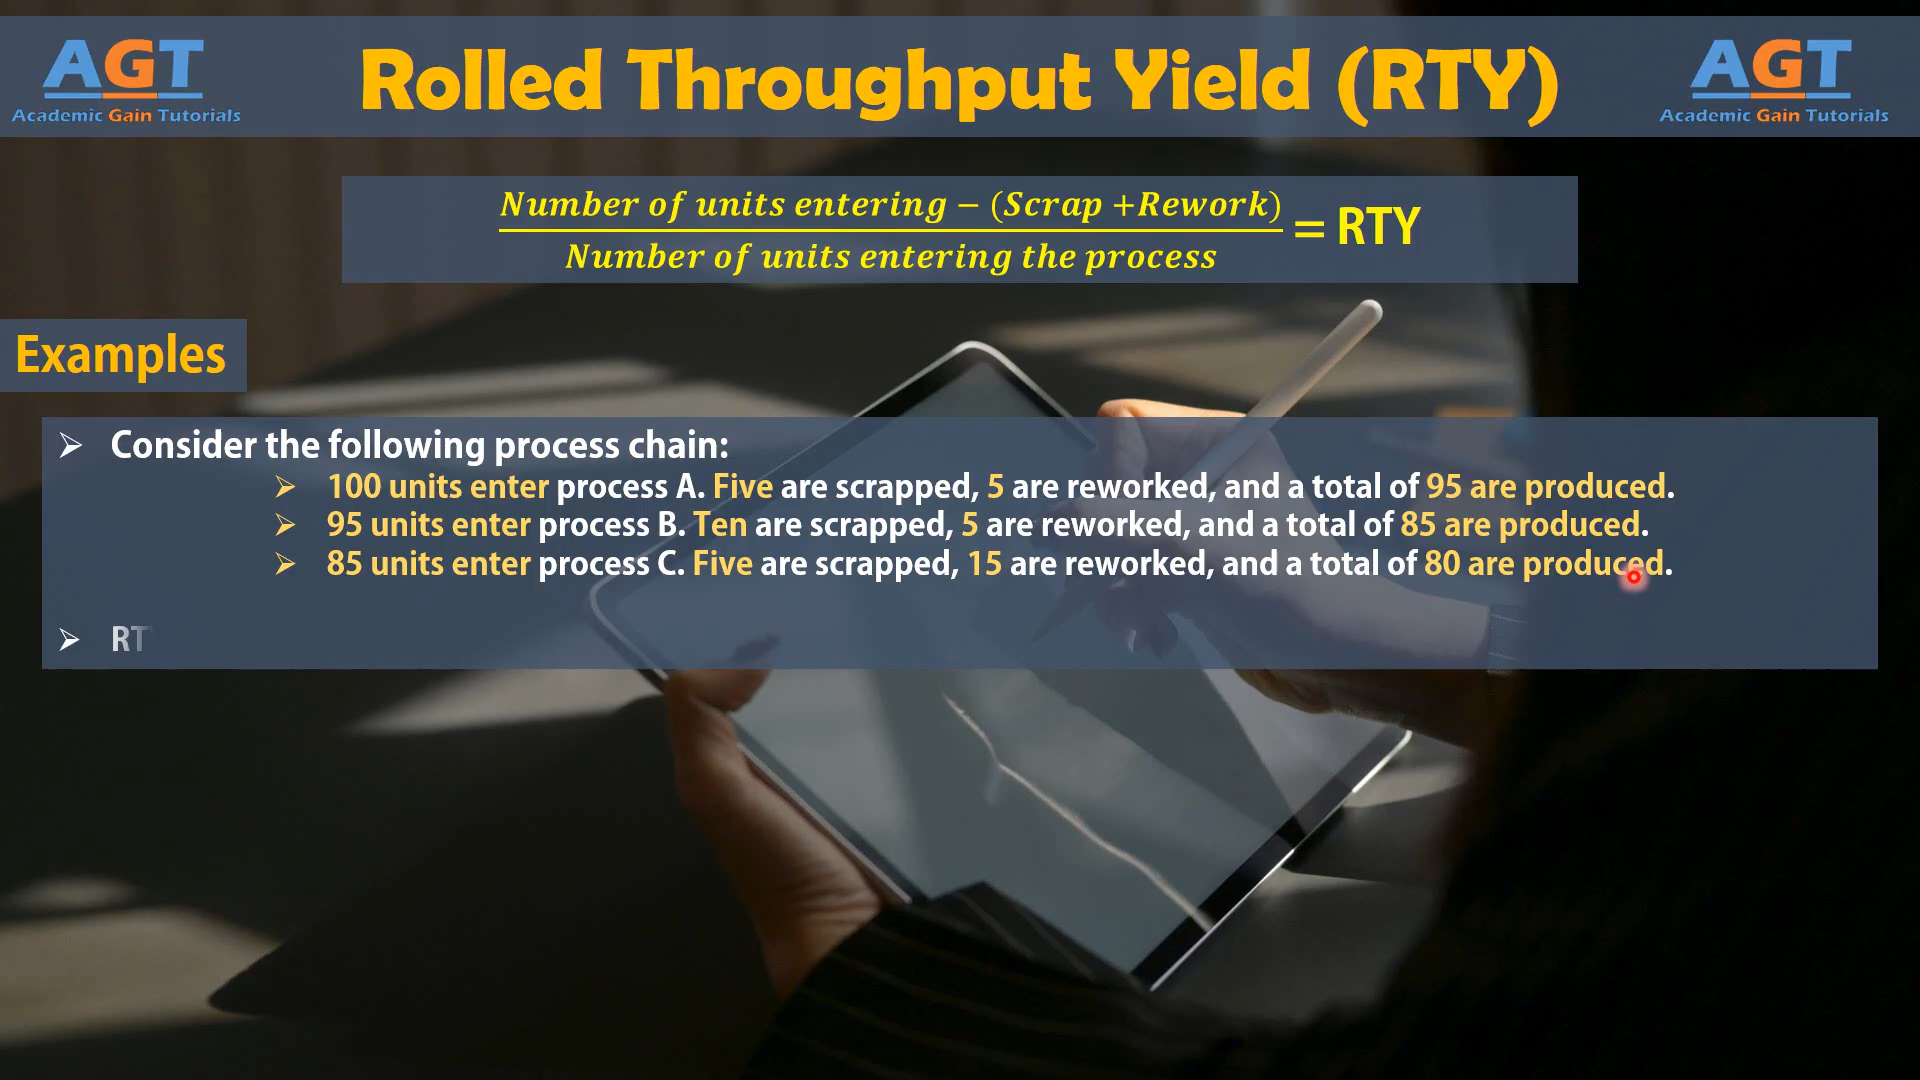 AGT
Academic Gain Tutorials
Rolled Throughput Yield (RTY)
AGT
Academic Gain Tutorials
Number of units entering − (Scrap +Rework)
Number of units entering the process
= RTY
Examples
➢ Consider the following process chain:
➢ 100 units enter process A. Five are scrapped, 5 are reworked, and a total of 95 are produced.
➢ 95 units enter process B. Ten are scrapped, 5 are reworked, and a total of 85 are produced.
➢ 85 units enter process C. Five are scrapped, 15 are reworked, and a total of 80 are produced.
➢ RT